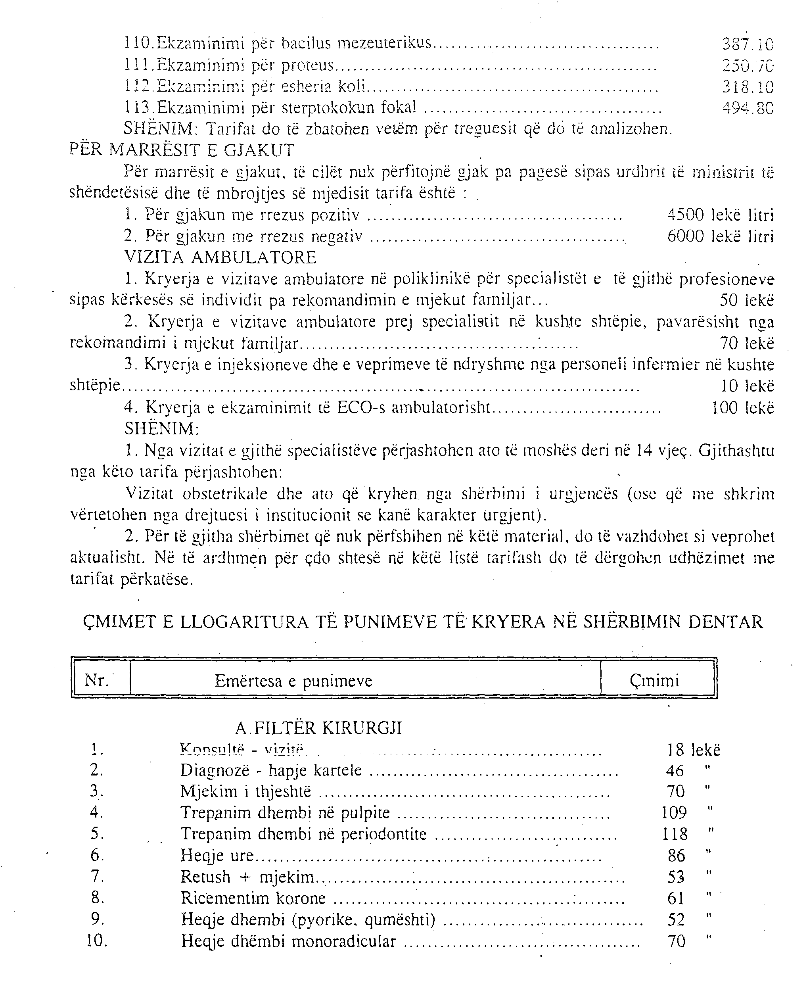 110.Ekzaminimi për bacilus mezeuterikus..................................... 387.10
111.Ekzaminimi për proteus..................................................... 250.70
112.Ekzaminimi për esheria koli................................................ 318.10
113.Ekzaminimi për sterptokokun fokal ....................................... 494.80
SHËNIM: Tarifat do të zbatohen vetëm për treguesit që do të analizohen.
PËR MARRËSIT E GJAKUT
Për marrësit e gjakut, të cilët nuk përfitojnë gjak pa pagesë sipas urdhrit të ministrit të
shëndetësisë dhe të mbrojtjes së mjedisit tarifa është :
1. Për gjakun me rrezus pozitiv .......................................... 4500 lekë litri
2. Për gjakun me rrezus negativ .......................................... 6000 lekë litri
VIZITA AMBULATORE
1. Kryerja e vizitave ambulatore në poliklinikë për specialistët e të gjithë profesioneve
sipas kërkesës së individit pa rekomandimin e mjekut familjar... 50 lekë
2. Kryerja e vizitave ambulatore prej specialistit në kushte shtëpie, pavarësisht nga
rekomandimi i mjekut familjar.............................................. 70 lekë
3. Kryerja e injeksioneve dhe e veprimeve të ndryshme nga personeli infermier në kushte
shtëpie...................................................................................... 10 lekë
4. Kryerja e ekzaminimit të ECO-s ambulatorisht............................ 100 lekë
SHËNIM:
1. Nga vizitat e gjithë specialistëve përjashtohen ato të moshës deri në 14 vjeç. Gjithashtu
nga këto tarifa përjashtohen:
Vizitat obstetrikale dhe ato që kryhen nga shërbimi i urgjencës (ose që me shkrim
vërtetohen nga drejtuesi i institucionit se kanë karakter urgjent).
2. Për të gjitha shërbimet që nuk përfshihen në këtë material, do të vazhdohet si veprohet
aktualisht. Në të ardhmen për çdo shtesë në këtë listë tarifash do të dërgohen udhëzimet me
tarifat përkatëse.
ÇMIMET E LLOGARITURA TË PUNIMEVE TË KRYERA NË SHËRBIMIN DENTAR
Nr. Emërtesa e punimeve Çmimi
A.FILTËR KIRURGJI
1. Konsultë - vizitë ....................................... 18 lekë
2. Diagnozë - hapje kartele ......................................... 46 "
3. Mjekim i thjeshtë ................................................ 70 "
4. Trepanim dhembi në pulpite ................................... 109 "
5. Trepanim dhembi në periodontite .............................. 118 "
6. Heqje ure......................................................... 86 "
7. Retush + mjekim................................................... 53 "
8. Ricementim korone ................................................ 61 "
9. Heqje dhembi (pyorike, qumështi) ................................. 52 "
10. Heqje dhëmbi monoradicular ....................................... 70 "